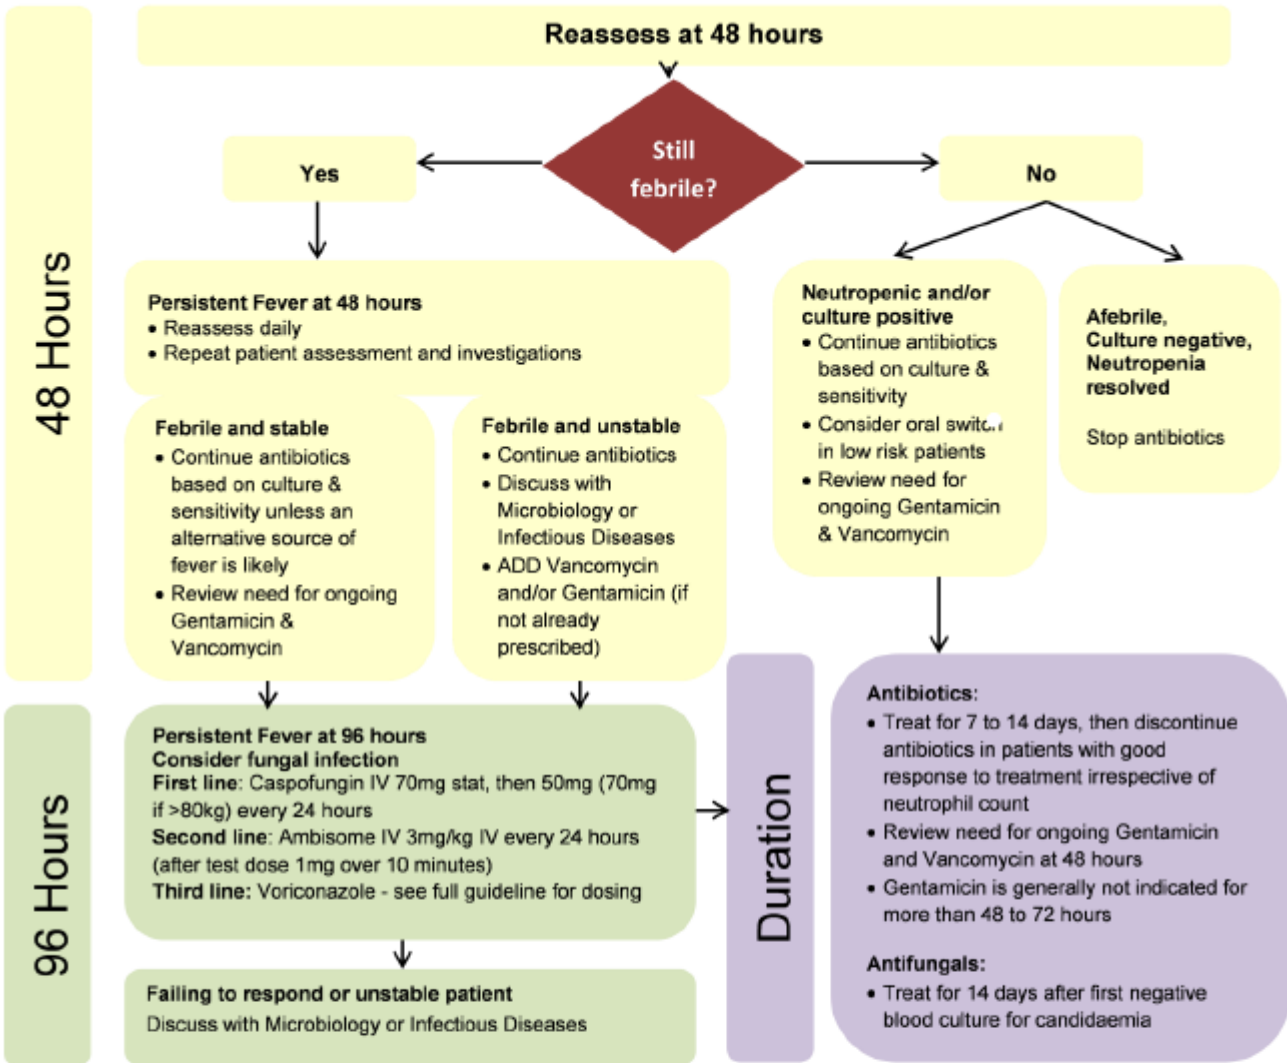 Reassess at 48 hours
Still
febrile?
Yes
No
48 Hours
Persistent Fever at 48 hours
• Reassess daily
• Repeat patient assessment and investigations
Febrile and stable
• Continue antibiotics
based on culture &
sensitivity unless an
alternative source of
fever is likely
• Review need for ongoing
Gentamicin &
Vancomycin
Febrile and unstable
• Continue antibiotics
• Discuss with
Microbiology or
Infectious Diseases
• ADD Vancomycin
and/or Gentamicin (if
not already
prescribed)
Neutropenic and/or
culture positive
• Continue antibiotics
based on culture &
sensitivity
• Consider oral switch
in low risk patients
• Review need for
ongoing Gentamicin
& Vancomycin
Afebrile,
Culture negative,
Neutropenia
resolved
Stop antibiotics
96 Hours
Persistent Fever at 96 hours
Consider fungal infection
First line: Caspofungin IV 70mg stat, then 50mg (70mg
if >80kg) every 24 hours
Second line: Ambisome IV 3mg/kg IV every 24 hours
(after test dose 1mg over 10 minutes)
Third line: Voriconazole - see full guideline for dosing
Failing to respond or unstable patient
Discuss with Microbiology or Infectious Diseases
Duration
Antibiotics:
• Treat for 7 to 14 days, then discontinue
antibiotics in patients with good
response to treatment irrespective of
neutrophil count
• Review need for ongoing Gentamicin
and Vancomycin at 48 hours
• Gentamicin is generally not indicated for
more than 48 to 72 hours
Antifungals:
• Treat for 14 days after first negative
blood culture for candidaemia